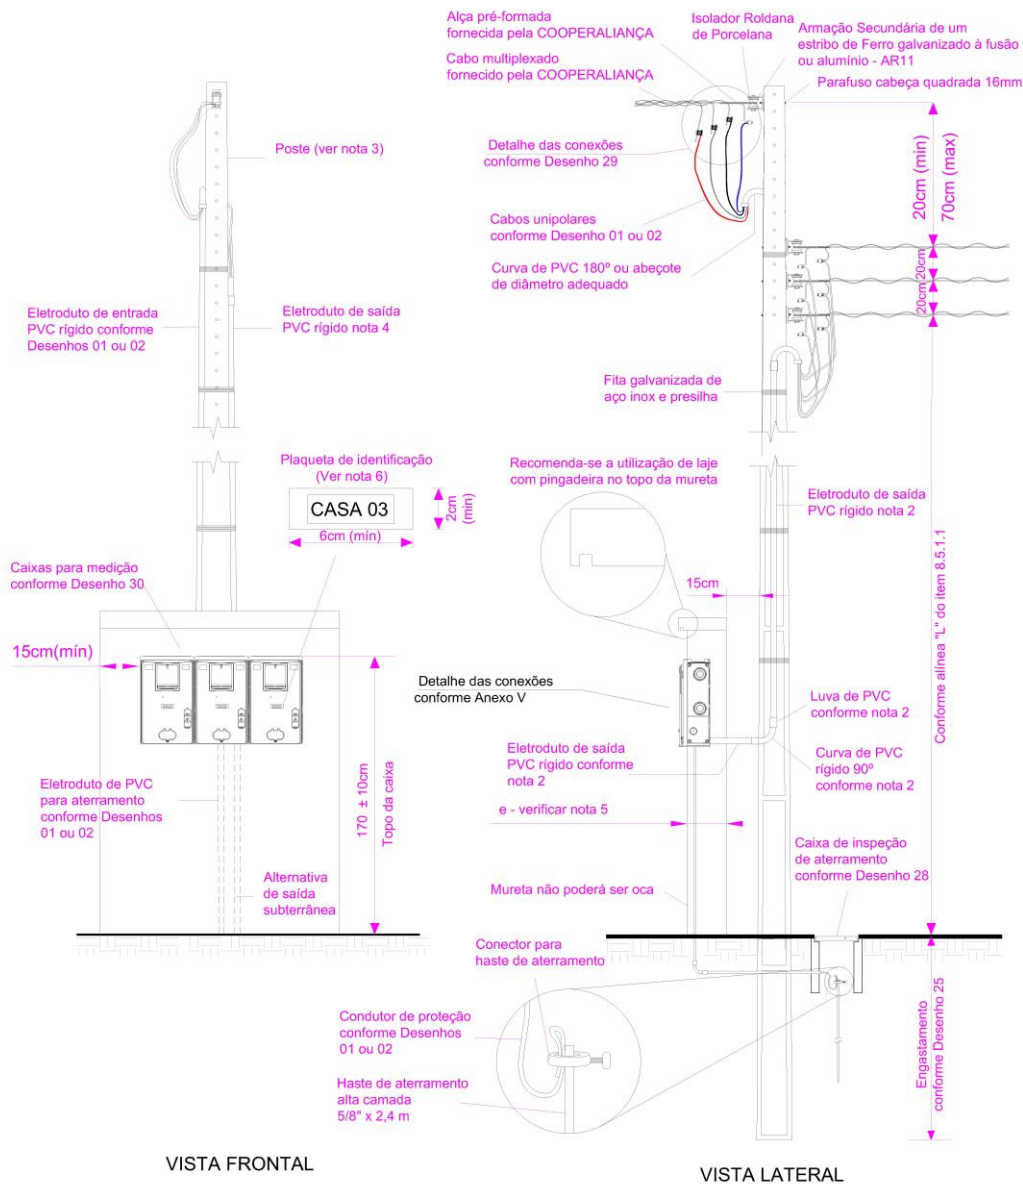 Alça pré-formada
fornecida pela COOPERALIANÇA
Isolador Roldana
de Porcelana
Armação Secundária de um
estribo de Ferro galvanizado à fusão
ou alumínio - AR11
Cabo multiplexado
fornecido pela COOPERALIANÇA
Parafuso cabeça quadrada 16mm
Poste (ver nota 3)
Detalhe das conexões
conforme Desenho 29
20cm (min)
70cm (max)
Cabos unipolares
conforme Desenho 01 ou 02
Curva de PVC 180º ou abeçote
de diâmetro adequado
20cm
20cm
Eletroduto de entrada
PVC rígido conforme
Desenhos 01 ou 02
Eletroduto de saída
PVC rígido nota 4
Fita galvanizada de
aço inox e presilha
Plaqueta de identificação
(Ver nota 6)
CASA 03
2cm
(min)
6cm (mín)
Recomenda-se a utilização de laje
com pingadeira no topo da mureta
Eletroduto de saída
PVC rígido nota 2
Conforme alínea "L" do item 8.5.1.1
Caixas para medição
conforme Desenho 30
15cm
15cm(mín)
Detalhe das conexões
conforme Anexo V
Luva de PVC
conforme nota 2
Eletroduto de saída
PVC rígido conforme
nota 2
Curva de PVC
rígido 90º
conforme nota 2
Eletroduto de PVC
para aterramento
conforme Desenhos
01 ou 02
170 ± 10cm
Topo da caixa
e - verificar nota 5
Caixa de inspeção
de aterramento
conforme Desenho 28
Alternativa
de saída
subterrânea
Mureta não poderá ser oca
Conector para
haste de aterramento
Condutor de proteção
conforme Desenhos
01 ou 02
Engastamento
conforme Desenho 25
Haste de aterramento
alta camada
5/8" x 2,4 m
VISTA FRONTAL
VISTA LATERAL